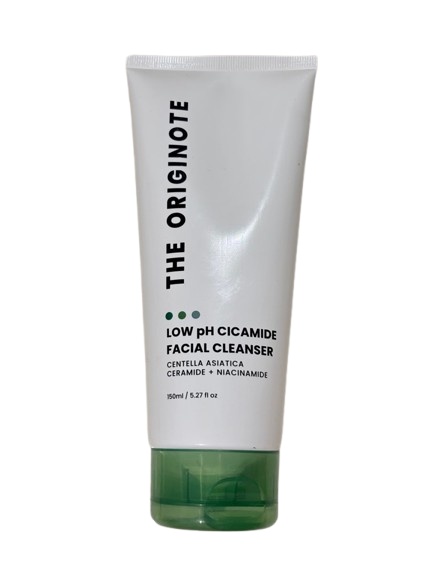 THE ORIGINOTE
LOW pH CICAMIDE
FACIAL CLEANSER
CENTELLA ASIATICA
CERAMIDE + NIACINAMIDE
150ml / 5.27 fl oz